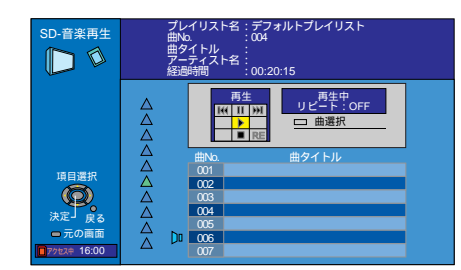 SD-音楽再生
プレイリスト名：デフォルトプレイリスト
曲No.：004
曲タイトル：
アーティスト名：
経過時間：00:20:15
再生
RE
再生中
リピート：OFF
曲選択
曲No. 曲タイトル
001
002
003
004
005
006
007
項目選択
決定
戻る
元の画面
アクセス中 16:00